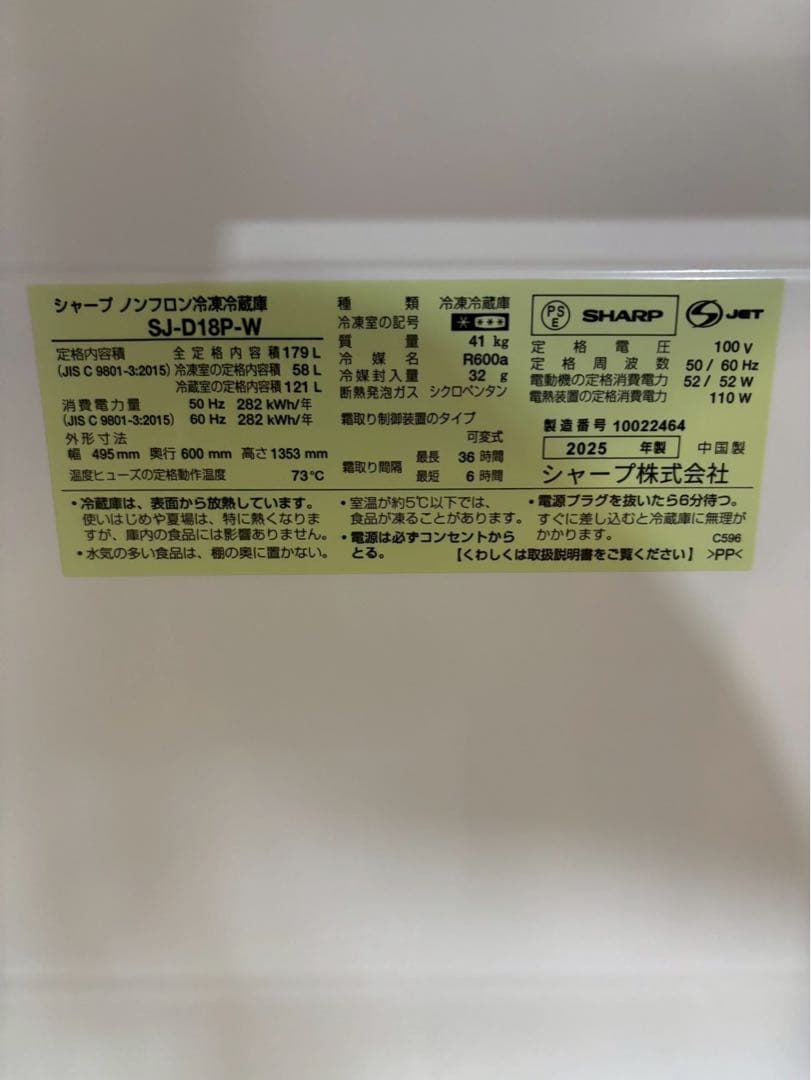 シャープ ノンフロン冷凍冷蔵庫
SJ-D18P-W
定格内容積 全定格内容積 179 L
(JIS C 9801-3:2015) 冷凍室の定格内容積 58 L
冷蔵室の定格内容積 121 L
消費電力量 50 Hz 282 kWh/年
(JIS C 9801-3:2015) 60 Hz 282 kWh/年
外形寸法
幅 495 mm 奥行 600 mm 高さ 1353 mm
温度ヒューズの定格動作温度 73℃
種類 冷凍冷蔵庫
冷凍室の記号 * ***
質量 41 kg
冷媒名 R600a
冷媒封入量 32 g
断熱発泡ガス シクロペンタン
霜取り制御装置のタイプ
可変式
霜取り間隔 最長 36 時間
最短 6 時間
PS E SHARP S JET
定格電圧 100 V
定格周波数 50 / 60 Hz
電動機の定格消費電力 52 / 52 W
電熱装置の定格消費電力 110 W
製造番号 10022464
2025 年製 中国製
シャープ株式会社
・冷蔵庫は、表面から放熱しています。
使いはじめや夏場は、特に熱くなりま
すが、庫内の食品には影響ありません。
・水気の多い食品は、棚の奥に置かない。
・室温が約5℃以下では、
食品が凍ることがあります。
・電源は必ずコンセントから
とる。
・電源プラグを抜いたら6分待つ。
すぐに差し込むと冷蔵庫に無理が
かかります。 C596
【くわしくは取扱説明書をご覧ください】 >PP<